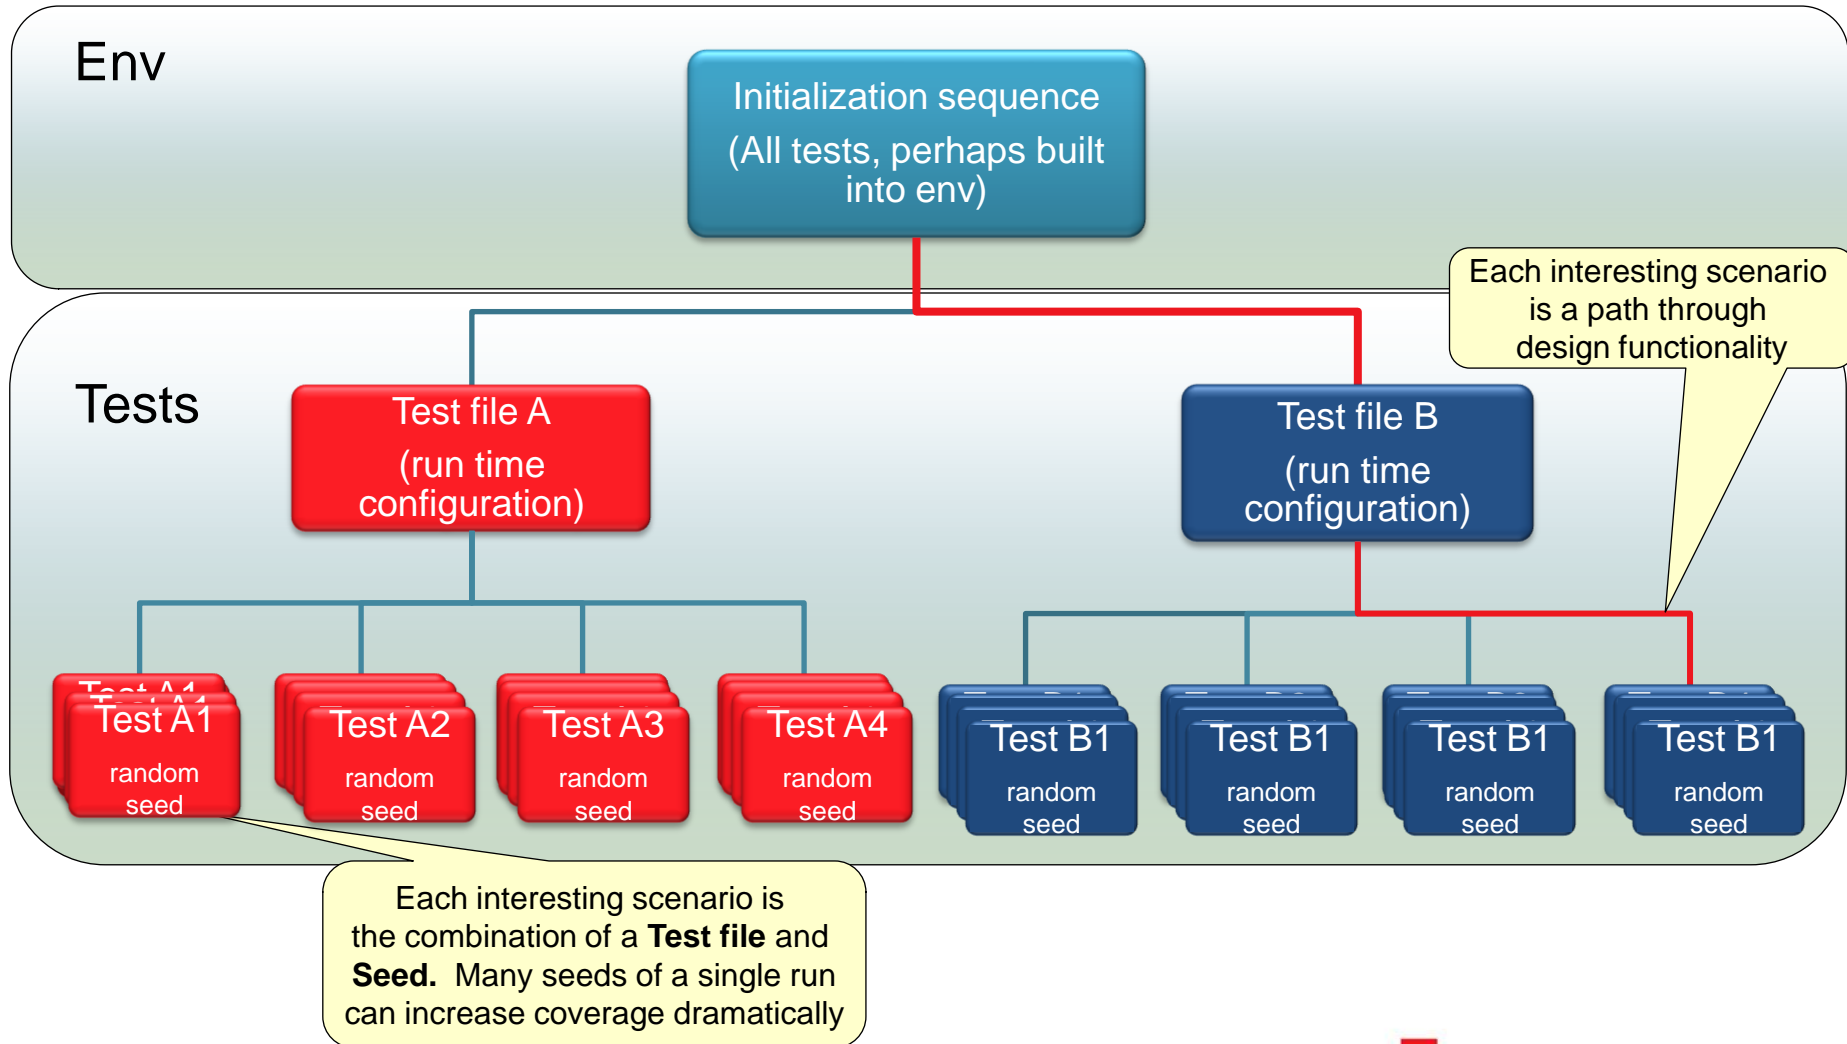 Env
Initialization sequence
(All tests, perhaps built
into env)
Each interesting scenario
is a path through
design functionality
Tests
Test file A
(run time
configuration)
Test file B
(run time
configuration)
Test A1
Test A1
Test A1
random
seed
Test A2
random
seed
Test A3
random
seed
Test A4
random
seed
Test B1
random
seed
Test B1
random
seed
Test B1
random
seed
Test B1
random
seed
Each interesting scenario is
the combination of a Test file and
Seed.  Many seeds of a single run
can increase coverage dramatically